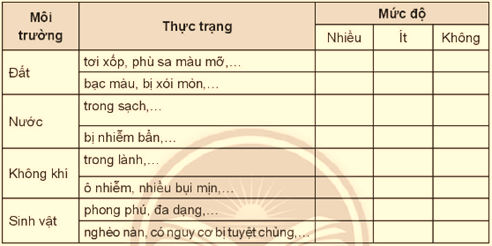 Môi trường Thực trạng Mức độ
Nhiều Ít Không
Đất tơi xốp, phù sa màu mỡ,…
bạc màu, bị xói mòn,…
Nước trong sạch,…
bị nhiễm bẩn,…
Không khí trong lành,…
ô nhiễm, nhiều bụi mịn,…
Sinh vật phong phú, đa dạng,…
nghèo nàn, có nguy cơ bị tuyệt chủng,…